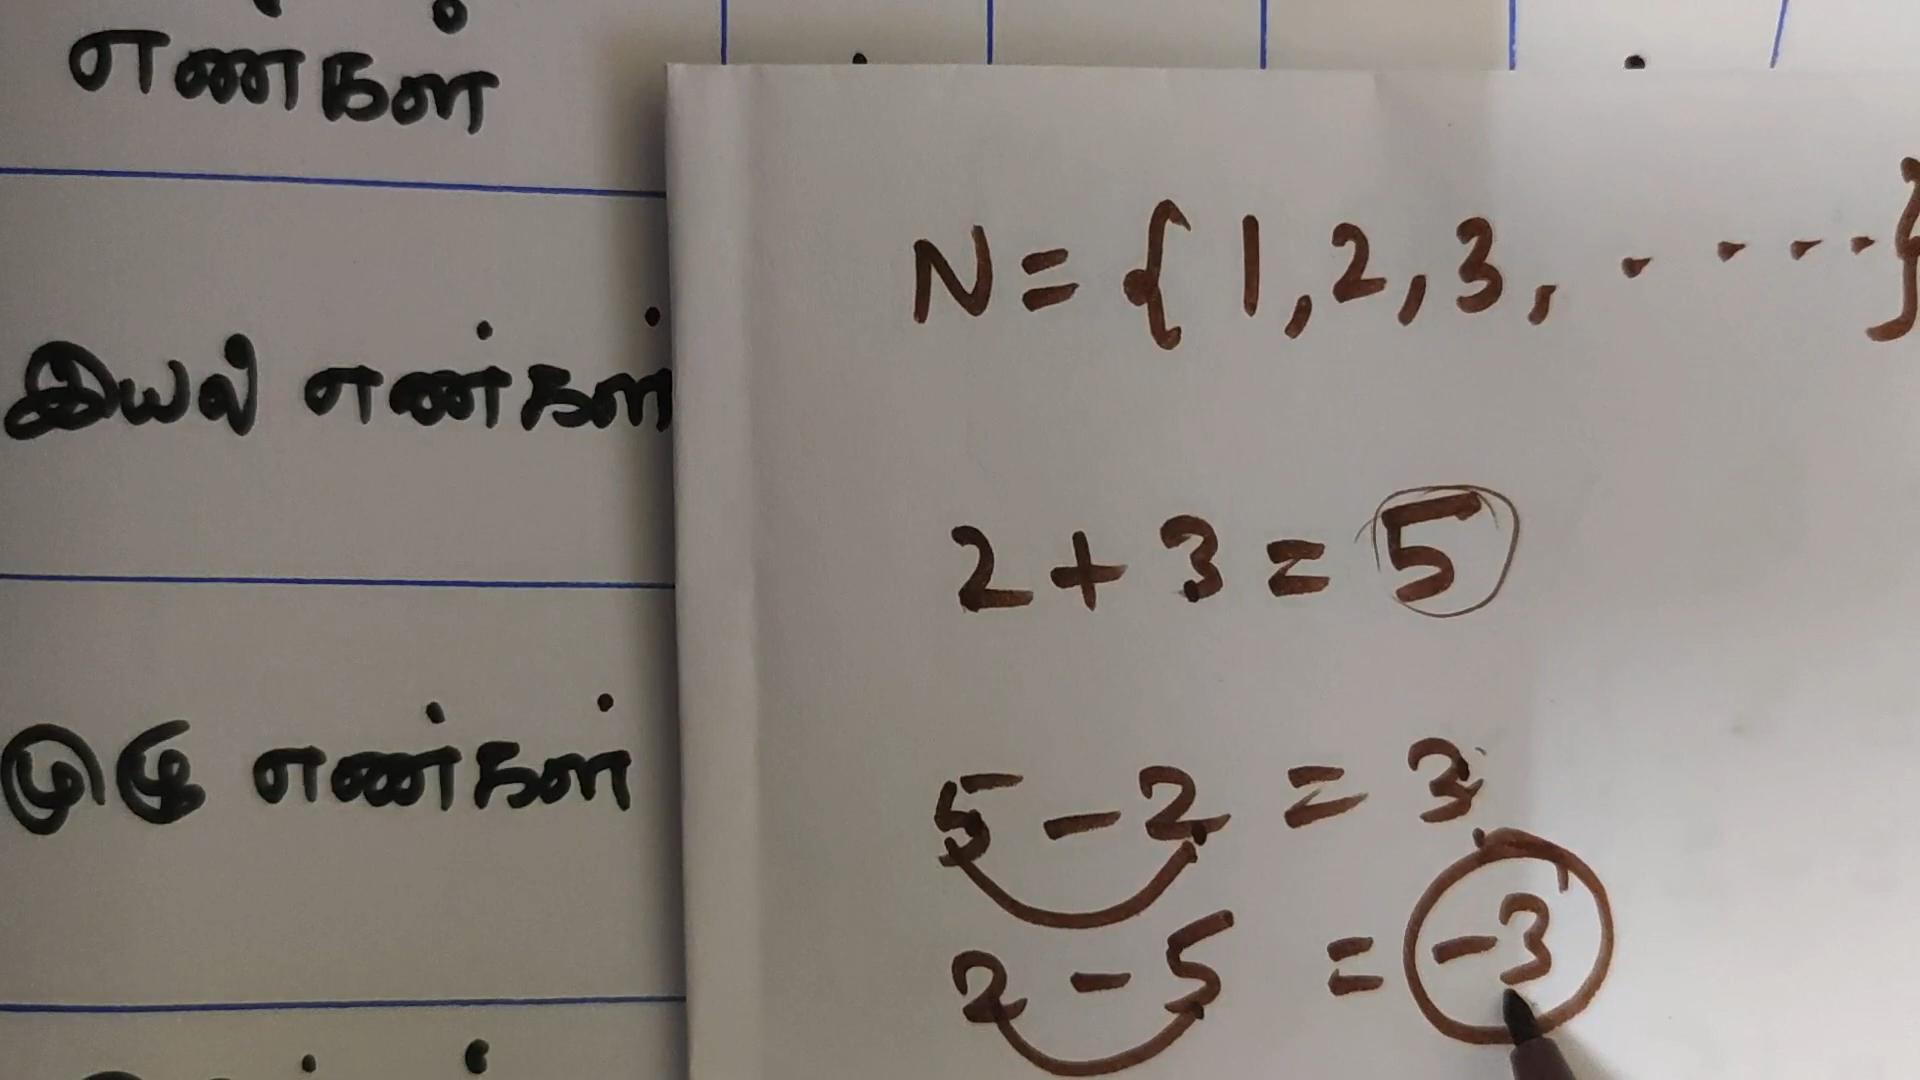 எண்கள்
இயல் எண்கள்
முழு எண்கள்
N = { 1, 2, 3, ..... }
2 + 3 = 5
5 - 2 = 3
2 - 5 = -3